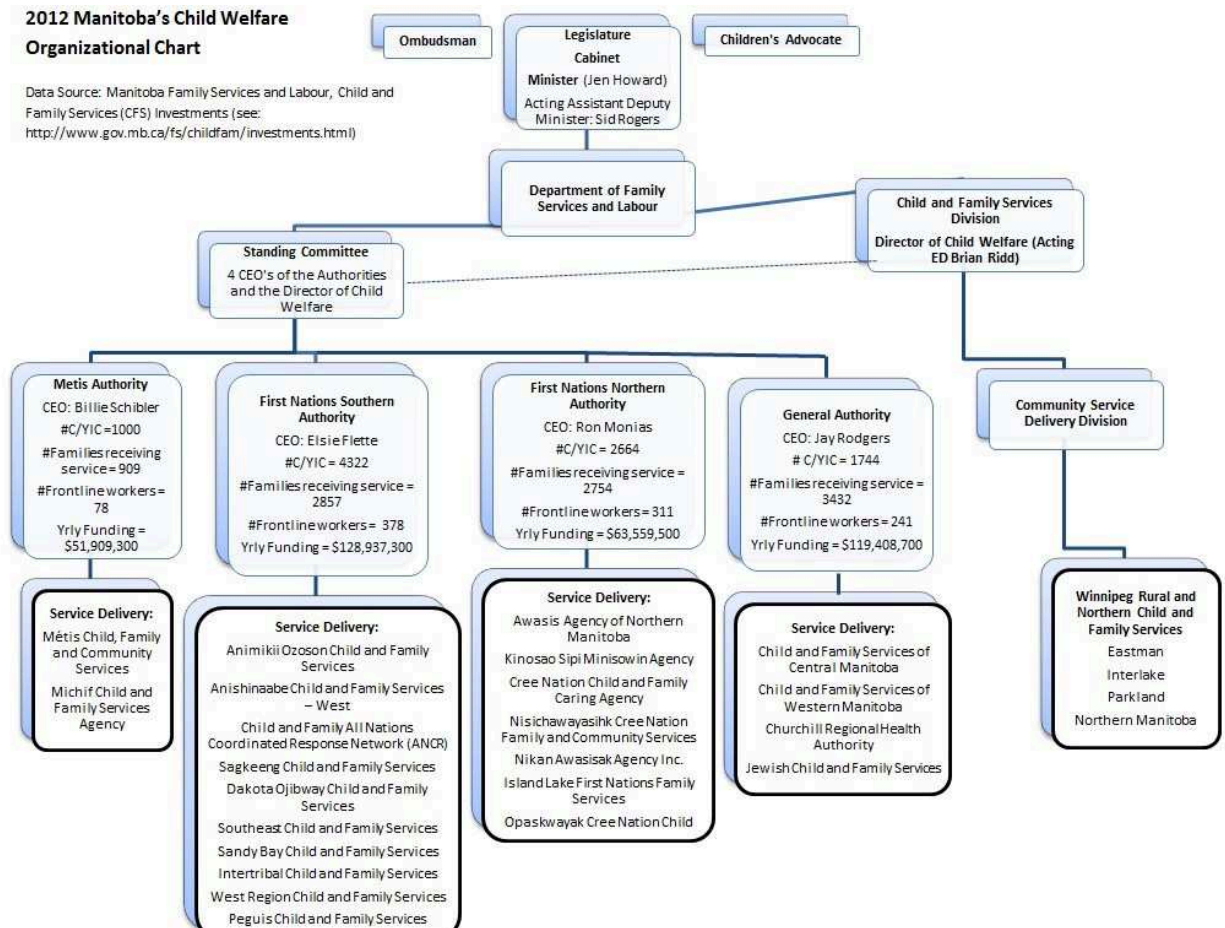 2012 Manitoba's Child Welfare
Organizational Chart
Data Source: Manitoba Family Services and Labour, Child and
Family Services (CFS) Investments (see:
http://www.gov.mb.ca/fs/childfam/investments.html)
Ombudsman
Legislature
Cabinet
Minister (Jen Howard)
Acting Assistant Deputy
Minister: Sid Rogers
Children's Advocate
Department of Family
Services and Labour
Child and Family Services
Division
Director of Child Welfare (Acting
ED Brian Ridd)
Standing Committee
4 CEO's of the Authorities
and the Director of Child
Welfare
Metis Authority
CEO: Billie Schibler
#C/YIC =1000
#Families receiving
service = 909
#Frontline workers =
78
Yrly Funding =
$51,909,300
First Nations Southern
Authority
CEO: Elsie Flette
#C/YIC = 4322
#Families receiving service =
2857
#Frontline workers = 378
Yrly Funding = $128,937,300
First Nations Northern
Authority
CEO: Ron Monias
#C/YIC = 2664
#Families receiving service =
2754
#Frontline workers = 311
Yrly Funding = $63,559,500
General Authority
CEO: Jay Rodgers
# C/YIC = 1744
#Families receiving service =
3432
#Frontline workers = 241
Yrly Funding = $119,408,700
Community Service
Delivery Division
Service Delivery:
Métis Child, Family
and Community
Services
Michif Child and
Family Services
Agency
Service Delivery:
Animikii Ozoson Child and Family
Services
Anishinaabe Child and Family Services
– West
Child and Family All Nations
Coordinated Response Network (ANCR)
Sagkeeng Child and Family Services
Dakota Ojibway Child and Family
Services
Southeast Child and Family Services
Sandy Bay Child and Family Services
Intertribal Child and Family Services
West Region Child and Family Services
Peguis Child and Family Services
Service Delivery:
Awasis Agency of Northern
Manitoba
Kinosao Sipi Minisowin Agency
Cree Nation Child and Family
Caring Agency
Nisichawayasihk Cree Nation
Family and Community Services
Nikan Awasisak Agency Inc.
Island Lake First Nations Family
Services
Opaskwayak Cree Nation Child
Service Delivery:
Child and Family Services of
Central Manitoba
Child and Family Services of
Western Manitoba
Churchill Regional Health
Authority
Jewish Child and Family Services
Winnipeg Rural and
Northern Child and
Family Services
Eastman
Interlake
Parkland
Northern Manitoba